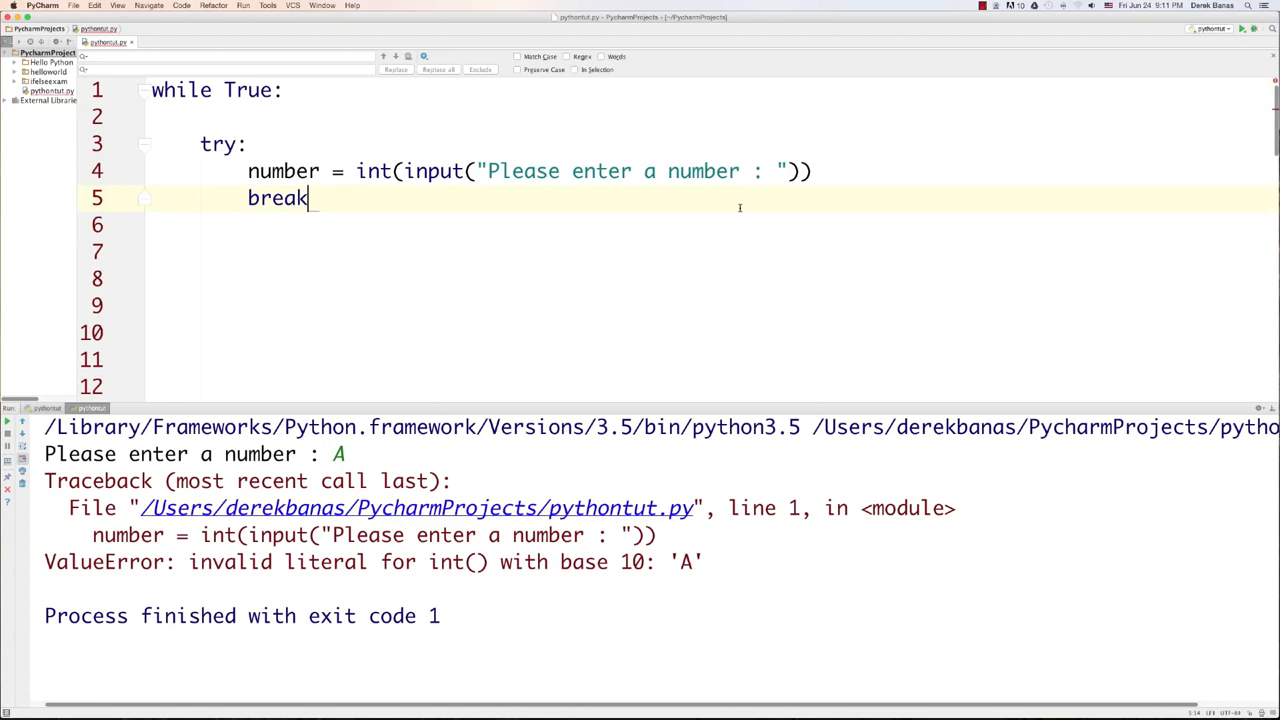 PyCharm File Edit View Navigate Code Refactor Run Tools VCS Window Help
10 Fri Jun 24 9:11 PM Derek Banas
pythontut.py - PycharmProjects - [~/PycharmProjects]
PycharmProjects pythontut.py
pythontut
pythontut.py
PycharmProject
Hello Python
helloworld
ifelseexam
pythontut.py
External Librarie
Match Case Regex Words
Replace Replace all Exclude Preserve Case In Selection
1 while True:
2
3 try:
4 number = int(input("Please enter a number : "))
5 break
6
7
8
9
10
11
12
Run: pythontut pythontut
/Library/Frameworks/Python.framework/Versions/3.5/bin/python3.5 /Users/derekbanas/PycharmProjects/pytho
Please enter a number : A
Traceback (most recent call last):
File "/Users/derekbanas/PycharmProjects/pythontut.py", line 1, in <module>
number = int(input("Please enter a number : "))
ValueError: invalid literal for int() with base 10: 'A'
Process finished with exit code 1
5:14 LF UTF-8